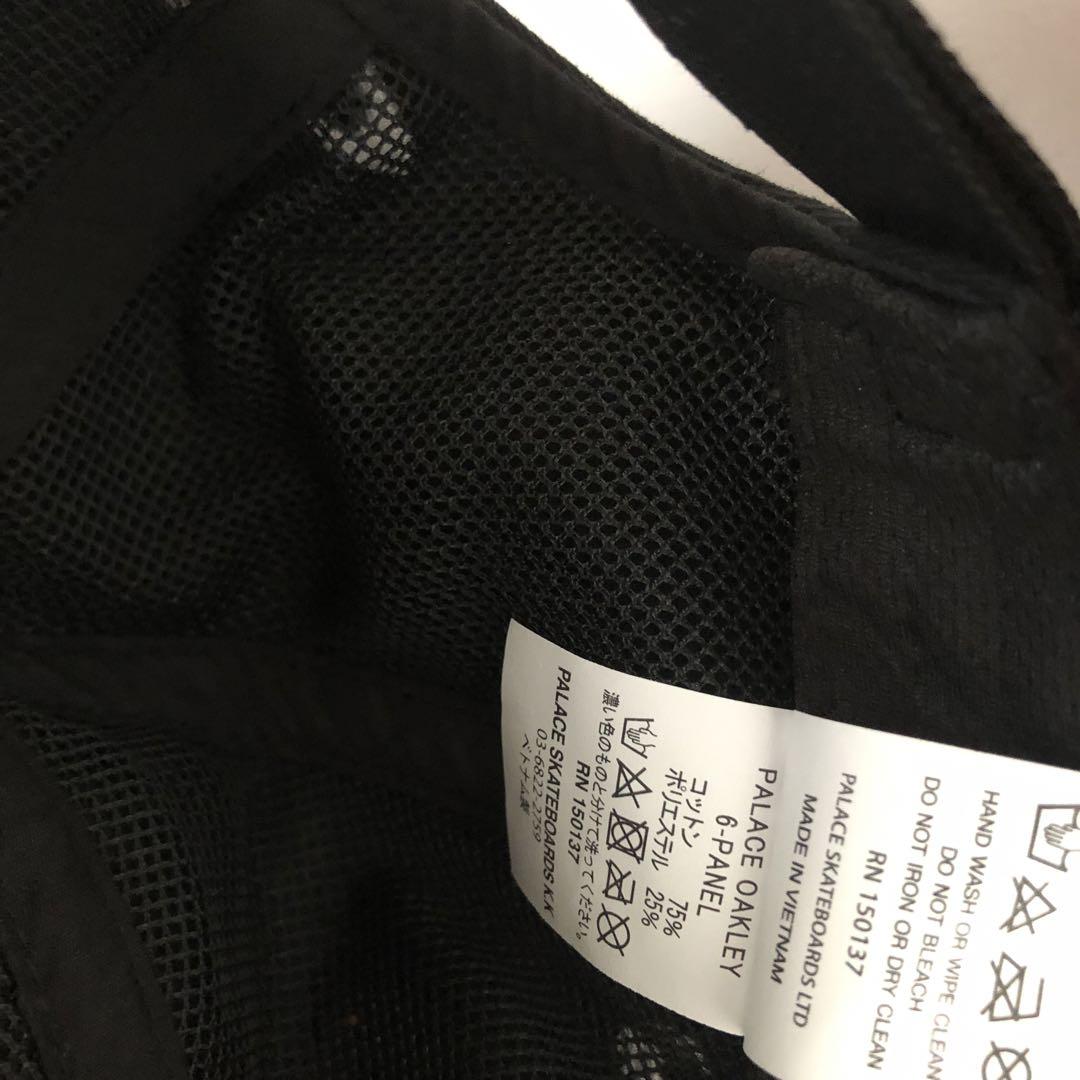 PALACE OAKLEY
6-PANEL
コットン 75%
ポリエステル 25%
濃い色のものと分けて洗ってください。
RN 150137
PALACE SKATEBOARDS K.K
03-6822-2759
ベトナム製
HAND WASH OR WIPE CLEAN
DO NOT BLEACH
DO NOT IRON OR DRY CLEAN
RN 150137
PALACE SKATEBOARDS LTD
MADE IN VIETNAM